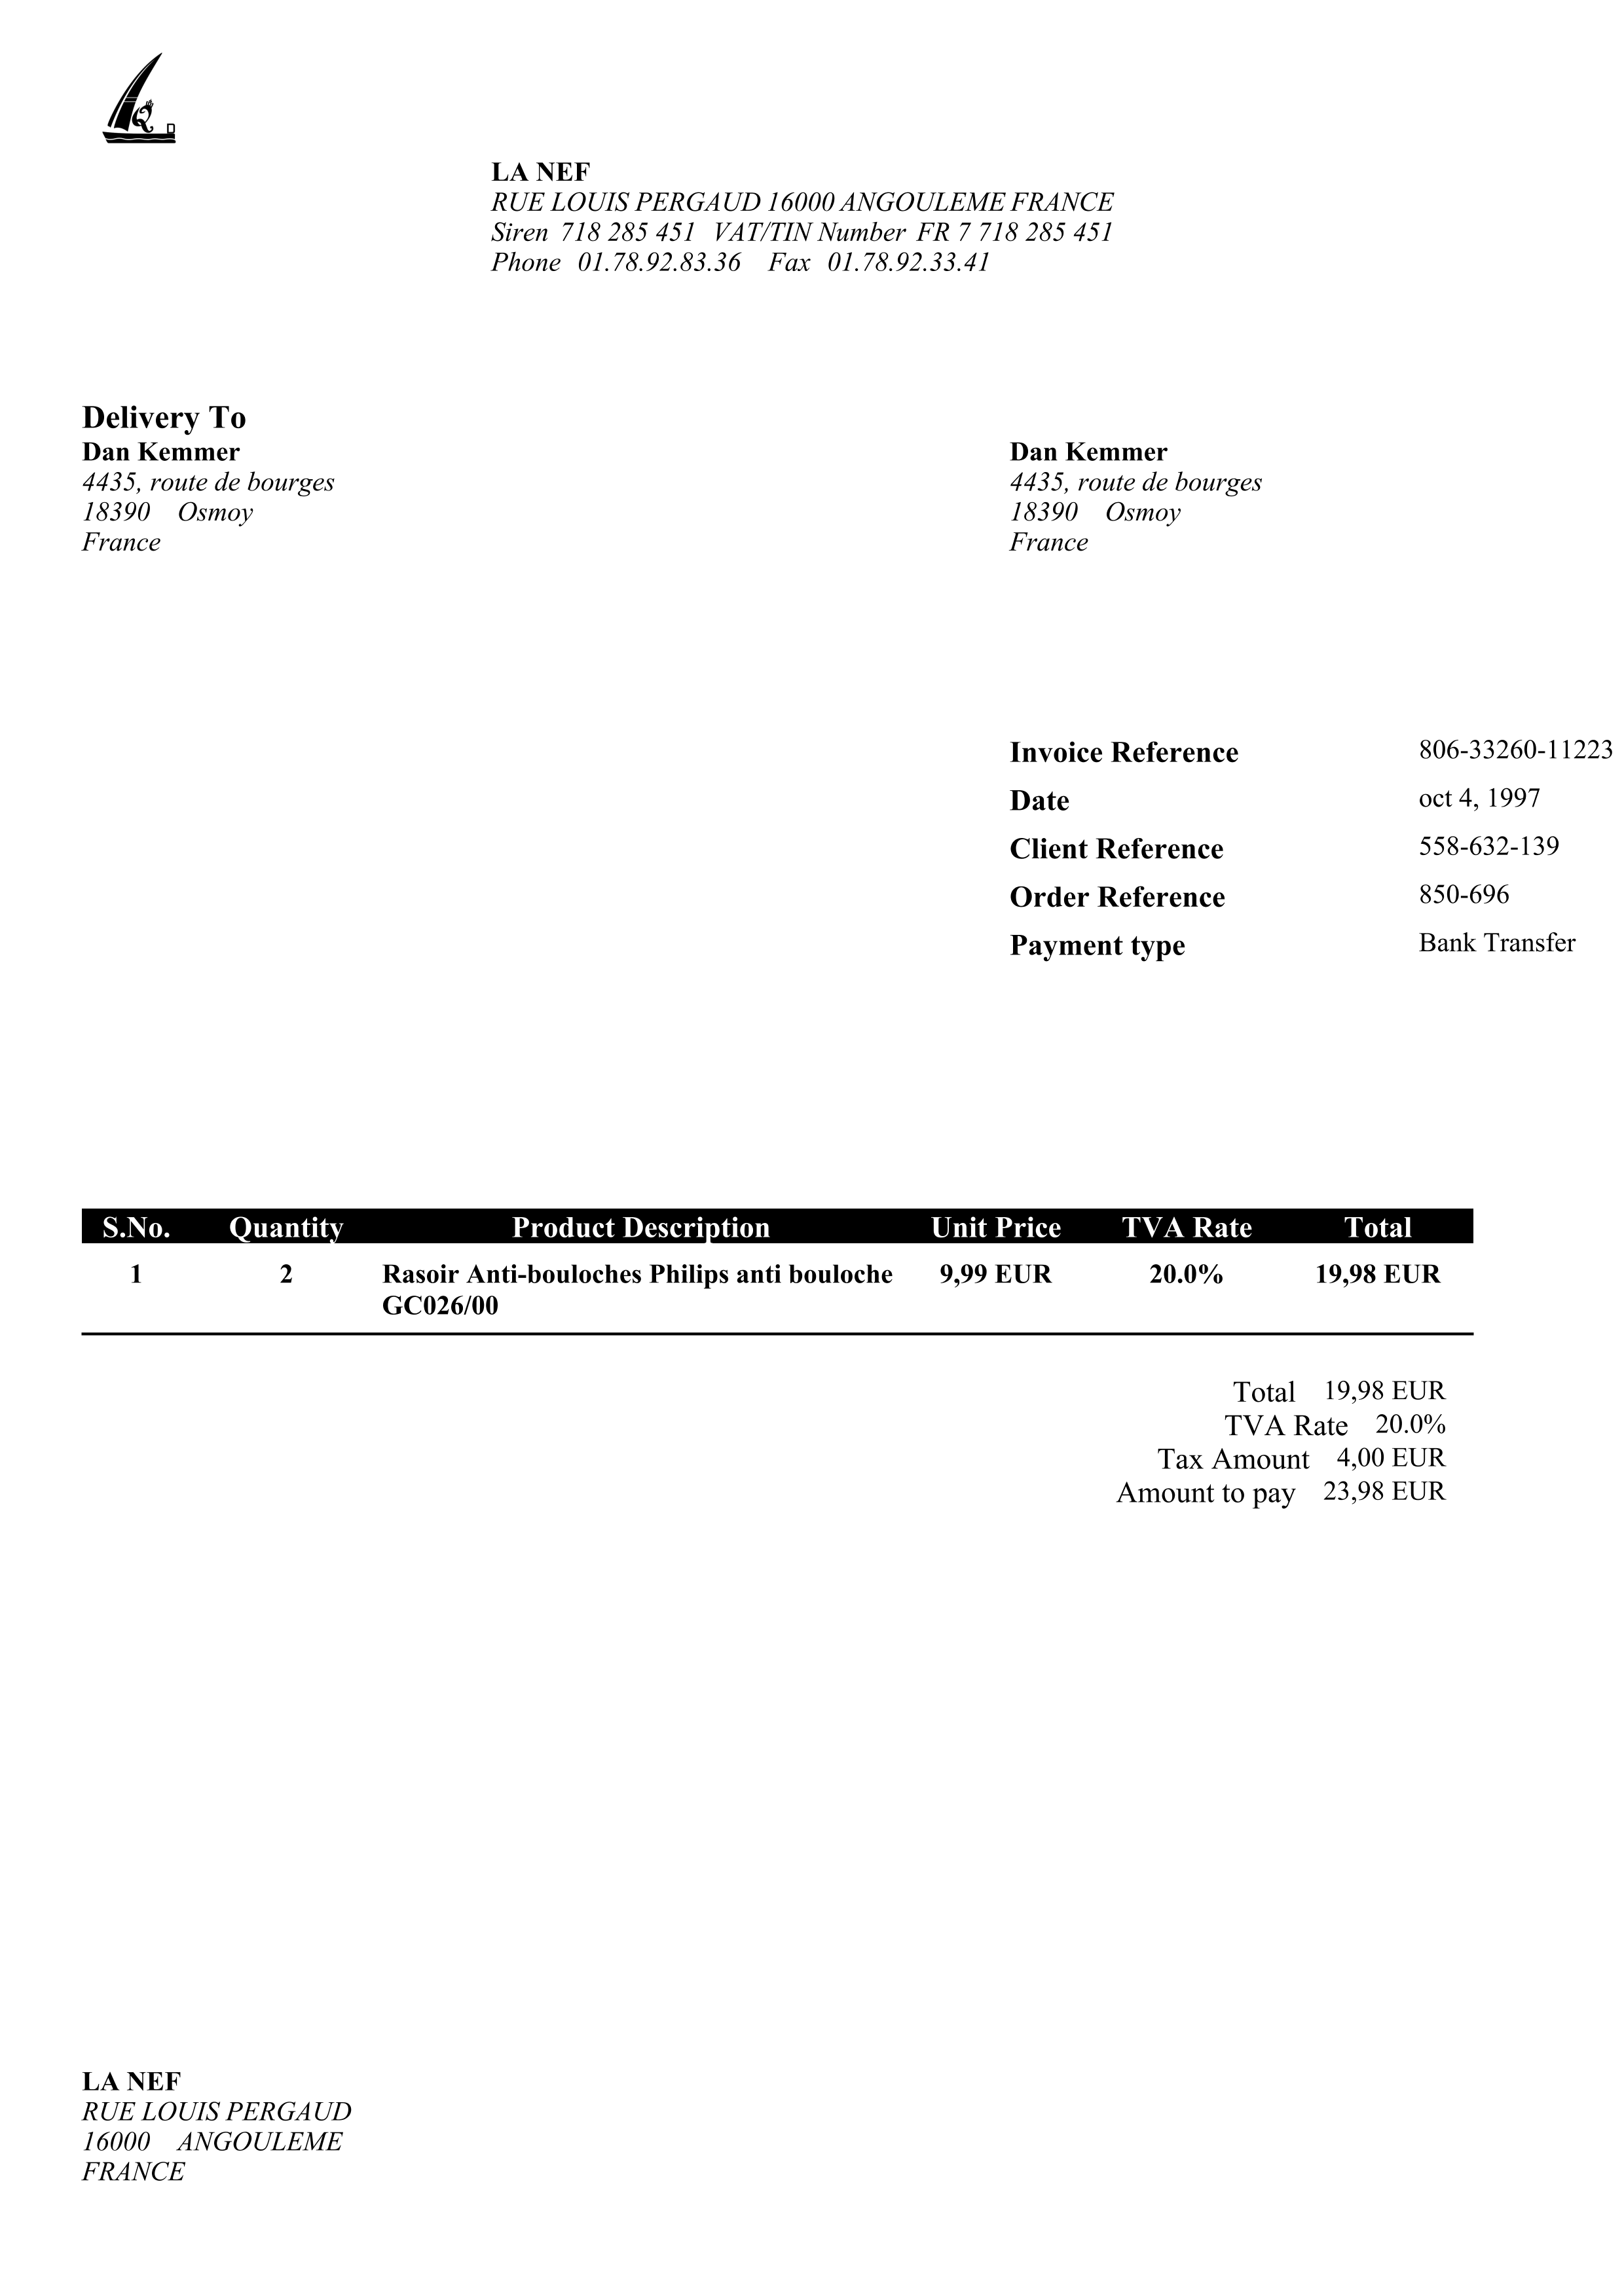 LA NEF
RUE LOUIS PERGAUD 16000 ANGOULEME FRANCE
Siren 718 285 451 VAT/TIN Number FR 7 718 285 451
Phone 01.78.92.83.36 Fax 01.78.92.33.41
Delivery To
Dan Kemmer
4435, route de bourges
18390 Osmoy
France
Dan Kemmer
4435, route de bourges
18390 Osmoy
France
Invoice Reference 806-33260-11223
Date oct 4, 1997
Client Reference 558-632-139
Order Reference 850-696
Payment type Bank Transfer
S.No. Quantity Product Description Unit Price TVA Rate Total
1 2 Rasoir Anti-bouloches Philips anti bouloche 9,99 EUR 20.0% 19,98 EUR
GC026/00
Total 19,98 EUR
TVA Rate 20.0%
Tax Amount 4,00 EUR
Amount to pay 23,98 EUR
LA NEF
RUE LOUIS PERGAUD
16000 ANGOULEME
FRANCE